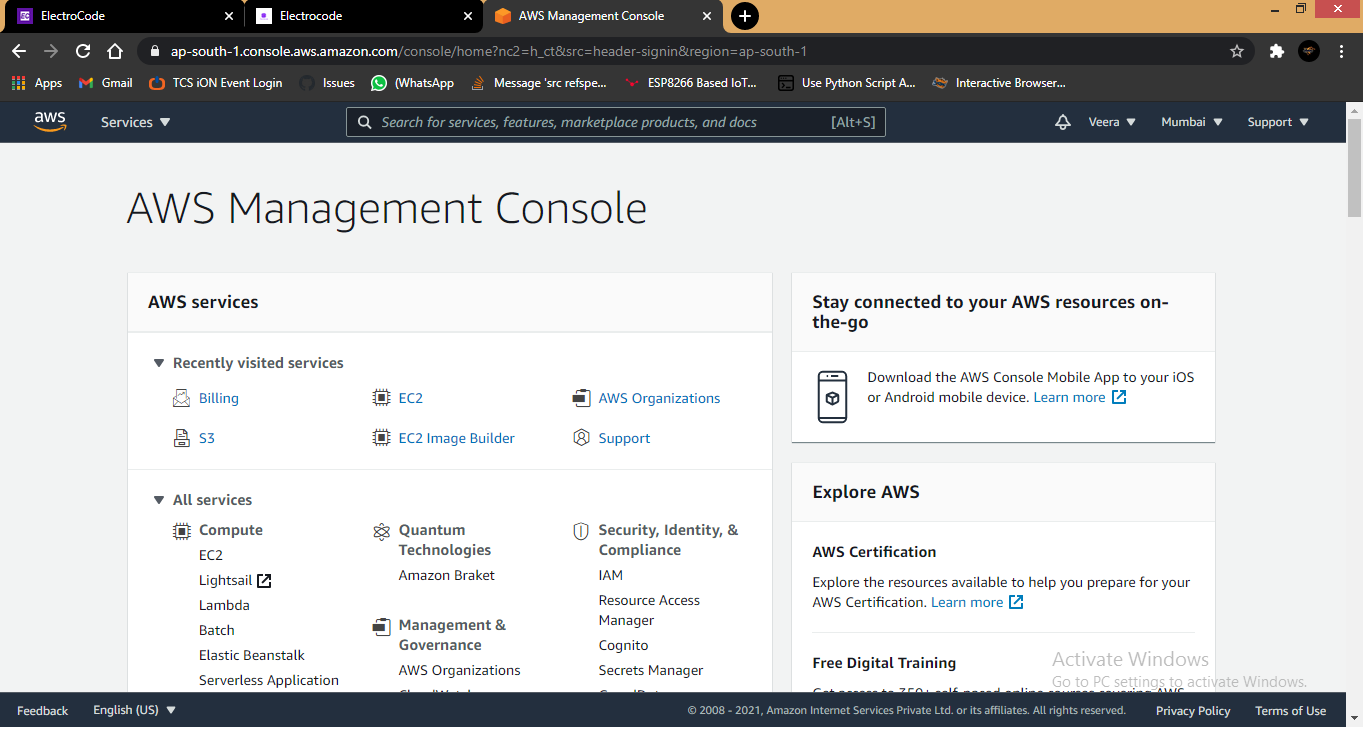 ElectroCode
Electrocode
AWS Management Console
ap-south-1.console.aws.amazon.com/console/home?nc2=h_ct&src=header-signin&region=ap-south-1
Apps
Gmail
TCS iON Event Login
Issues
(WhatsApp
Message 'src refspe...
ESP8266 Based IoT...
Use Python Script A...
Interactive Browser...
aws
Services
Search for services, features, marketplace products, and docs
[Alt+S]
Veera
Mumbai
Support
AWS Management Console
AWS services
Recently visited services
Billing
EC2
AWS Organizations
S3
EC2 Image Builder
Support
All services
Compute
EC2
Lightsail
Lambda
Batch
Elastic Beanstalk
Serverless Application
Quantum
Technologies
Amazon Braket
Management &
Governance
AWS Organizations
Security, Identity, &
Compliance
IAM
Resource Access
Manager
Cognito
Secrets Manager
Stay connected to your AWS resources on-
the-go
Download the AWS Console Mobile App to your iOS
or Android mobile device. Learn more
Explore AWS
AWS Certification
Explore the resources available to help you prepare for your
AWS Certification. Learn more
Free Digital Training
Activate Windows
Go to PC settings to activate Windows.
Feedback
English (US)
© 2008 - 2021, Amazon Internet Services Private Ltd. or its affiliates. All rights reserved.
Privacy Policy
Terms of Use